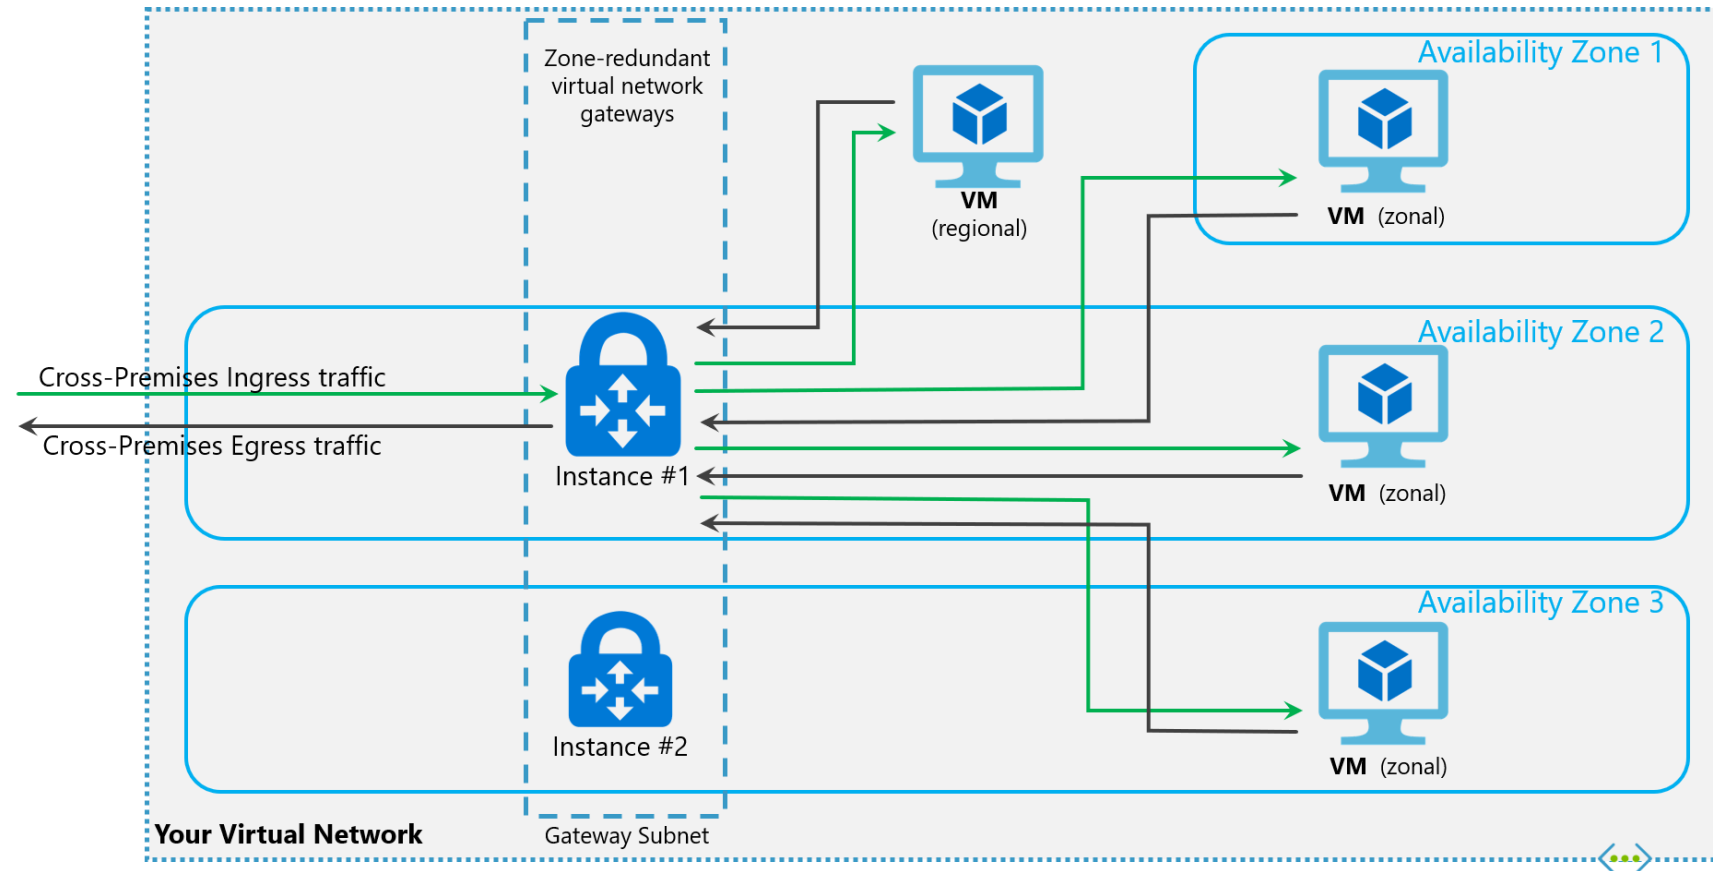 Zone-redundant
virtual network
gateways
Availability Zone 1
VM
(regional)
VM (zonal)
Availability Zone 2
Cross-Premises Ingress traffic
Cross-Premises Egress traffic
Instance #1
VM (zonal)
Availability Zone 3
Instance #2
VM (zonal)
Your Virtual Network
Gateway Subnet